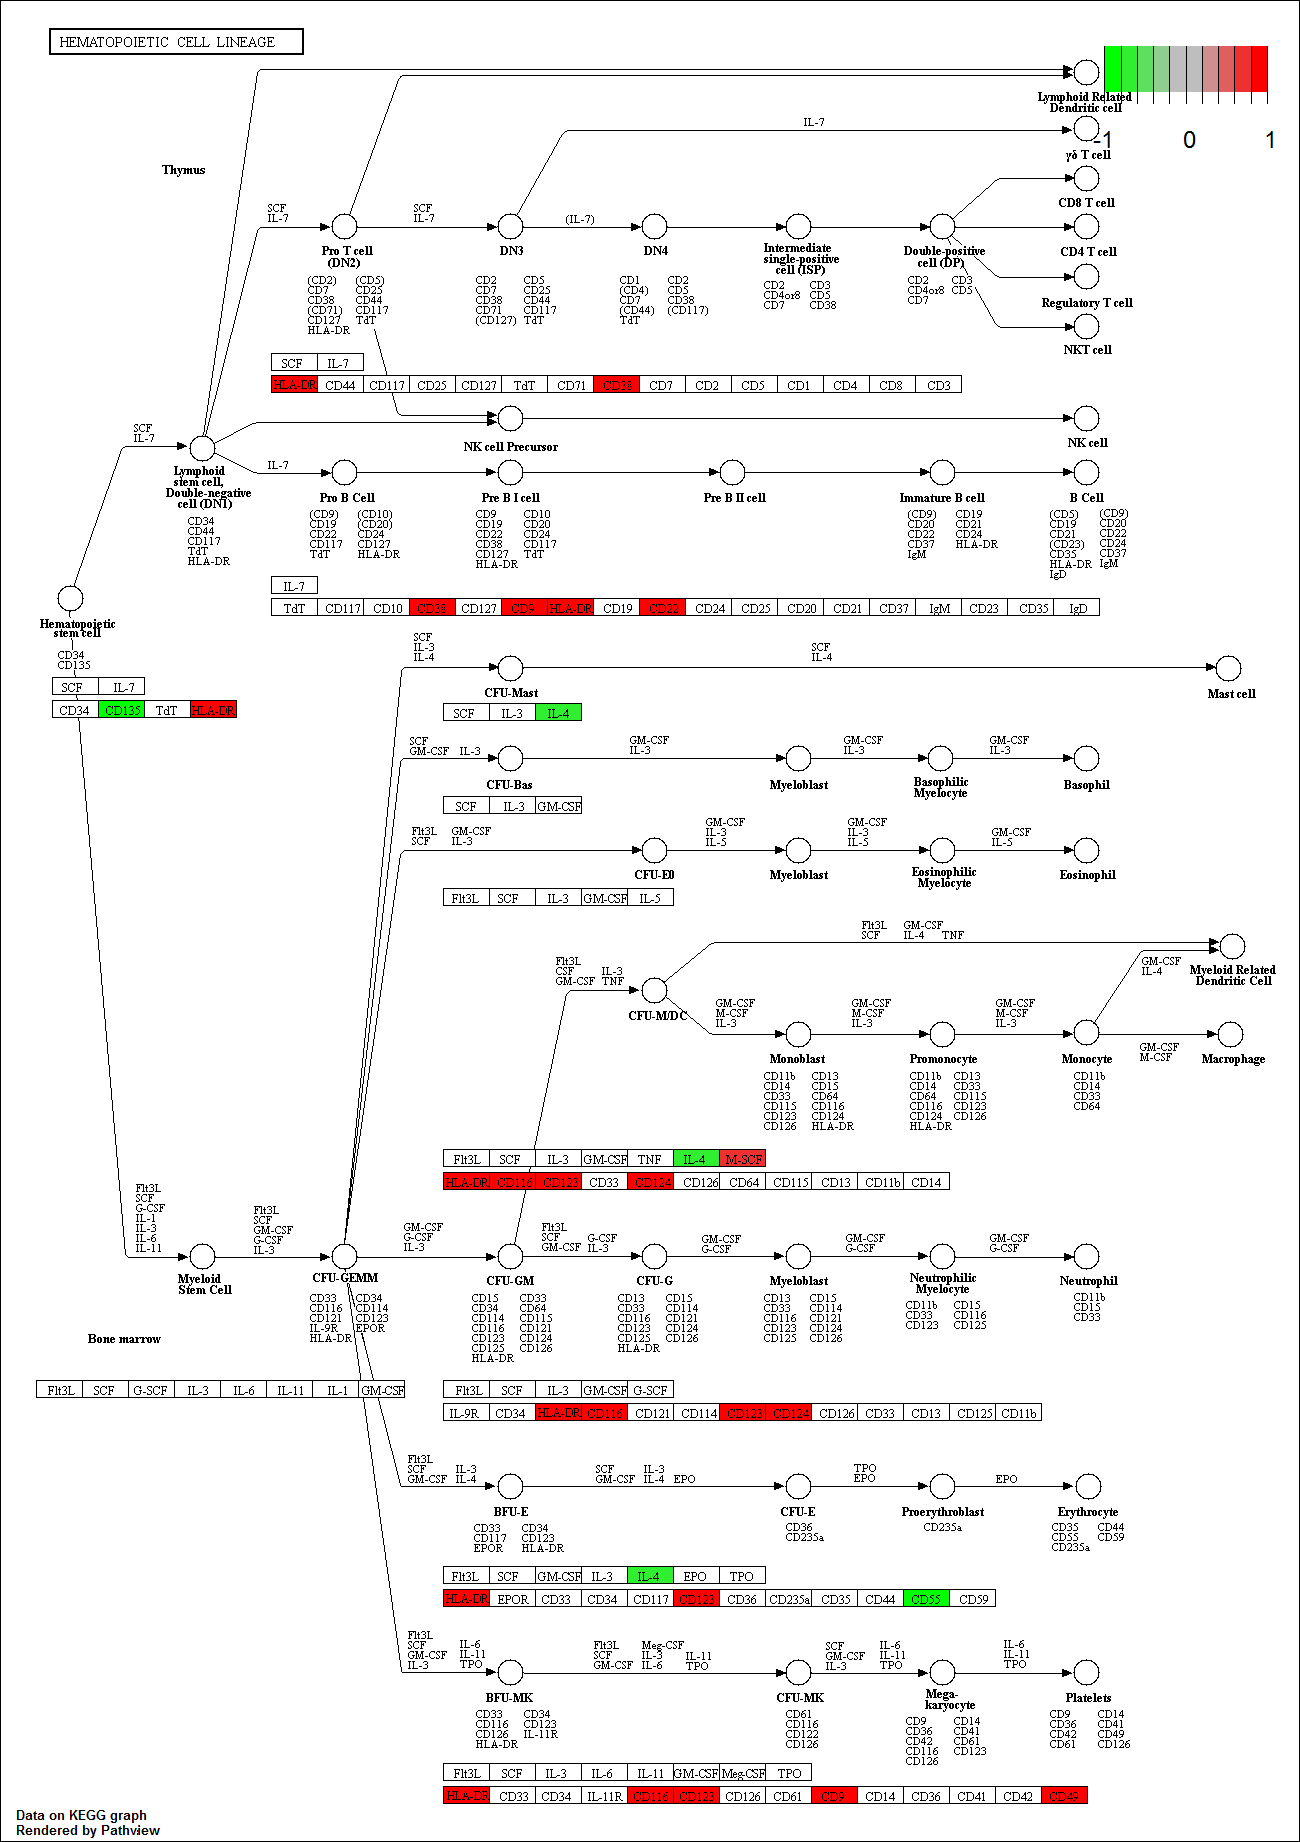 HEMATOPOIETIC CELL LINEAGE
-1 0 1
Lymphoid Related
Dendritic cell
IL-7
γδ T cell
Thymus
CD8 T cell
SCF
IL-7
SCF
IL-7
(IL-7)
Pro T cell
(DN2)
DN3
DN4
Intermediate
single-positive
cell (ISP)
Double-positive
cell (DP)
CD4 T cell
Regulatory T cell
NKT cell
(CD2) (CD5)
CD7 CD25
CD38 CD44
(CD71) CD117
CD127 TdT
HLA-DR
CD2 CD5
CD7 CD25
CD38 CD44
CD71 CD117
(CD127) TdT
CD1 CD2
(CD4) CD5
CD7 CD38
(CD44) (CD117)
TdT
CD2 CD3
CD4or8 CD5
CD7 CD38
CD2 CD3
CD4or8 CD5
CD7
SCF IL-7
HLA-DR CD44 CD117 CD25 CD127 TdT CD71 CD38 CD7 CD2 CD5 CD1 CD4 CD8 CD3
SCF
IL-7
NK cell Precursor
NK cell
Lymphoid
stem cell,
Double-negative
cell (DN1)
IL-7
CD34
CD44
CD117
TdT
HLA-DR
Pro B Cell
Pre B I cell
Pre B II cell
Immature B cell
B Cell
(CD9) (CD10)
CD19 (CD20)
CD22 CD24
CD117 CD127
TdT HLA-DR
CD9 CD10
CD19 CD20
CD22 CD24
CD38 CD117
CD127 TdT
HLA-DR
(CD9) CD19
CD20 CD21
CD22 CD24
CD37 HLA-DR
IgM
(CD5) (CD9)
CD19 CD20
CD21 CD22
(CD23) CD24
CD35 CD37
HLA-DR IgM
IgD
IL-7
TdT CD117 CD10 CD38 CD127 CD9 HLA-DR CD19 CD22 CD24 CD25 CD20 CD21 CD37 IgM CD23 CD35 IgD
Hematopoietic
stem cell
CD34
CD135
SCF IL-7
CD34 CD135 TdT HLA-DR
SCF
IL-3
IL-4
SCF
IL-4
CFU-Mast
Mast cell
SCF IL-3 IL-4
SCF
GM-CSF IL-3
GM-CSF
IL-3
GM-CSF
IL-3
GM-CSF
IL-3
CFU-Bas
Myeloblast
Basophilic
Myelocyte
Basophil
SCF IL-3 GM-CSF
Flt3L GM-CSF
SCF IL-3
GM-CSF
IL-3
IL-5
GM-CSF
IL-3
IL-5
GM-CSF
IL-5
CFU-E0
Myeloblast
Eosinophilic
Myelocyte
Eosinophil
Flt3L SCF IL-3 GM-CSF IL-5
Flt3L GM-CSF
SCF IL-4 TNF
Flt3L
CSF IL-3
GM-CSF TNF
GM-CSF
IL-4
Myeloid Related
Dendritic Cell
CFU-M/DC
GM-CSF
M-CSF
IL-3
GM-CSF
M-CSF
IL-3
GM-CSF
M-CSF
IL-3
GM-CSF
M-CSF
Monoblast
Promonocyte
Monocyte
Macrophage
CD11b CD13
CD14 CD15
CD33 CD64
CD115 CD116
CD123 CD124
CD126 HLA-DR
CD11b CD13
CD14 CD33
CD64 CD115
CD116 CD123
CD124 CD126
HLA-DR
CD11b
CD14
CD33
CD64
Flt3L SCF IL-3 GM-CSF TNF IL-4 M-SCF
HLA-DR CD116 CD123 CD33 CD124 CD126 CD64 CD115 CD13 CD11b CD14
Flt3L
SCF
G-CSF
IL-1
IL-3
IL-6
IL-11
Flt3L
SCF
GM-CSF
G-CSF
IL-3
GM-CSF
G-CSF
IL-3
Flt3L
SCF G-CSF
GM-CSF IL-3
GM-CSF
G-CSF
GM-CSF
G-CSF
GM-CSF
G-CSF
Myeloid
Stem Cell
CFU-GEMM
CFU-GM
CFU-G
Myeloblast
Neutrophilic
Myelocyte
Neutrophil
CD33 CD34
CD116 CD114
CD121 CD123
IL-9R EPOR
HLA-DR
CD15 CD33
CD34 CD64
CD114 CD115
CD116 CD121
CD123 CD124
CD125 CD126
HLA-DR
CD13 CD15
CD33 CD114
CD116 CD121
CD123 CD124
CD125 CD126
HLA-DR
CD13 CD15
CD33 CD114
CD116 CD121
CD123 CD124
CD125 CD126
CD11b CD15
CD33 CD116
CD123 CD125
CD11b
CD15
CD33
Bone marrow
Flt3L SCF G-SCF IL-3 IL-6 IL-11 IL-1 GM-CSF
Flt3L SCF IL-3 GM-CSF G-SCF
IL-9R CD34 HLA-DR CD116 CD121 CD114 CD123 CD124 CD126 CD33 CD13 CD125 CD11b
Flt3L
SCF IL-3
GM-CSF IL-4
SCF IL-3
GM-CSF IL-4 EPO
TPO
EPO
EPO
BFU-E
CFU-E
Proerythroblast
Erythrocyte
CD33 CD34
CD117 CD123
EPOR HLA-DR
CD36
CD235a
CD235a
CD35 CD44
CD55 CD59
CD235a
Flt3L SCF GM-CSF IL-3 IL-4 EPO TPO
HLA-DR EPOR CD33 CD34 CD117 CD123 CD36 CD235a CD35 CD44 CD55 CD59
Flt3L
SCF IL-6
GM-CSF IL-11
IL-3 TPO
Flt3L Meg-CSF
SCF IL-3 IL-11
GM-CSF IL-6 TPO
SCF IL-6
GM-CSF IL-11
IL-3 TPO
IL-6
IL-11
TPO
BFU-MK
CFU-MK
Mega-
karyocyte
Platelets
CD33 CD34
CD116 CD123
CD126 IL-11R
HLA-DR
CD61
CD116
CD122
CD126
CD9 CD14
CD36 CD41
CD42 CD61
CD116 CD123
CD126
CD9 CD14
CD36 CD41
CD42 CD49
CD61 CD126
Flt3L SCF IL-3 IL-6 IL-11 GM-CSF Meg-CSF TPO
HLA-DR CD33 CD34 IL-11R CD116 CD123 CD126 CD61 CD9 CD14 CD36 CD41 CD42 CD49
Data on KEGG graph
Rendered by Pathview